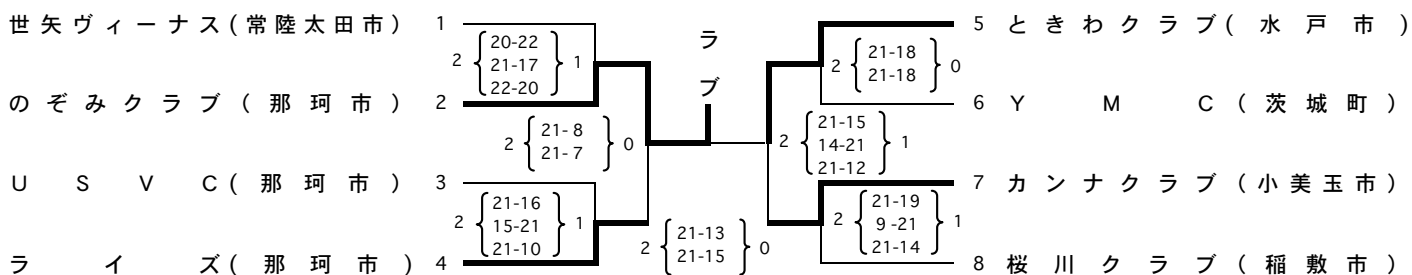 世矢ヴィーナス(常陸太田市) 1
2 { 20-22 21-17 22-20 } 1
のぞみクラブ(那珂市) 2
2 { 21- 8 21- 7 } 0
USVC(那珂市) 3
2 { 21-16 15-21 21-10 } 1
ライズ(那珂市) 4
ラ
ブ
2 { 21-13 21-15 } 0
5 ときわクラブ(水戸市)
2 { 21-18 21-18 } 0
6 YMC(茨城町)
2 { 21-15 14-21 21-12 } 1
7 カンナクラブ(小美玉市)
2 { 21-19 9 -21 21-14 } 1
8 桜川クラブ(稲敷市)